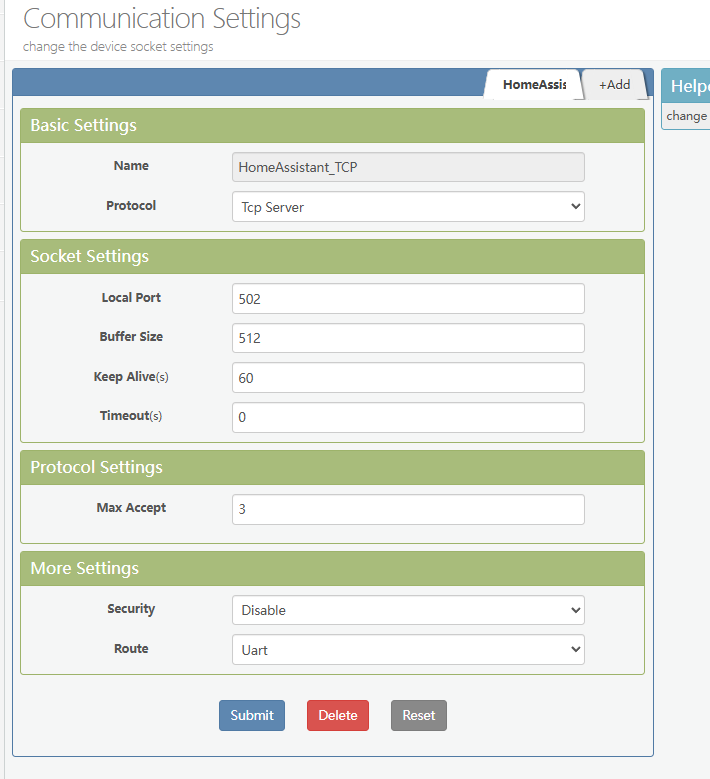 Communication Settings
change the device socket settings
HomeAssis
+Add
Help
change
Basic Settings
Name
HomeAssistant_TCP
Protocol
Tcp Server
Socket Settings
Local Port
502
Buffer Size
512
Keep Alive(s)
60
Timeout(s)
0
Protocol Settings
Max Accept
3
More Settings
Security
Disable
Route
Uart
Submit
Delete
Reset